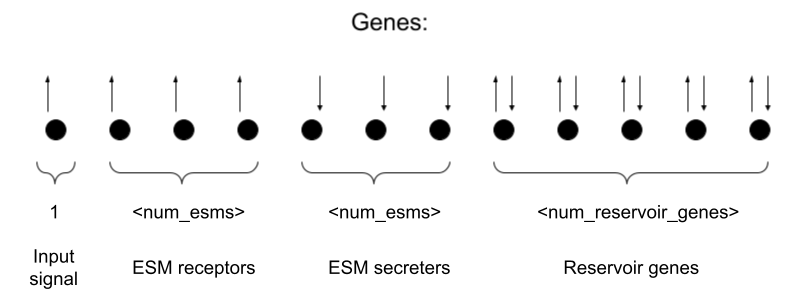 Genes:
1
<num_esms>
<num_esms>
<num_reservoir_genes>
Input
signal
ESM receptors
ESM secreters
Reservoir genes